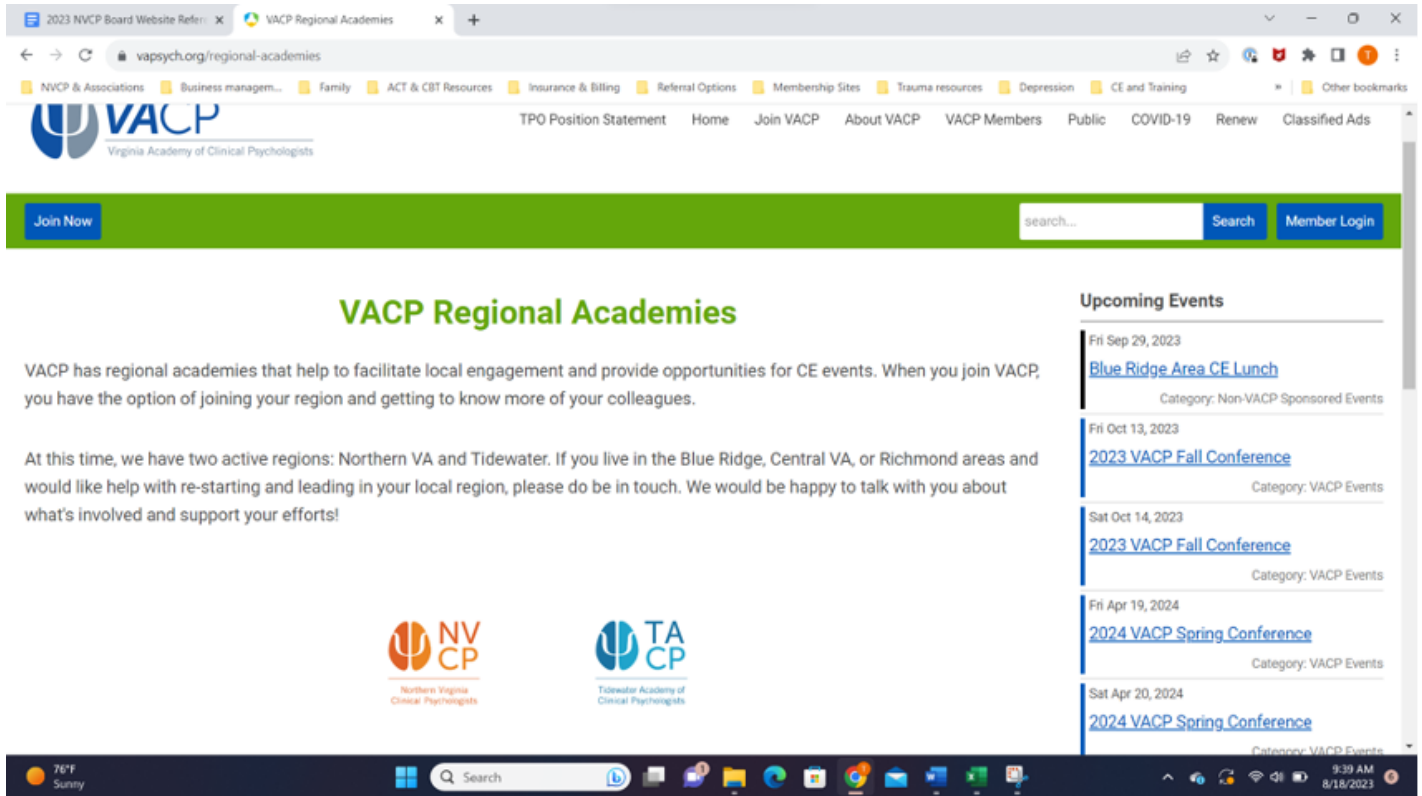 2023 NVCP Board Website Refere
VACP Regional Academies
vapsych.org/regional-academies
NVCP & Associations
Business managem...
Family
ACT & CBT Resources
Insurance & Billing
Referral Options
Membership Sites
Trauma resources
Depression
CE and Training
»
Other bookmarks
VACP
Virginia Academy of Clinical Psychologists
TPO Position Statement
Home
Join VACP
About VACP
VACP Members
Public
COVID-19
Renew
Classified Ads
Join Now
search...
Search
Member Login
VACP Regional Academies
VACP has regional academies that help to facilitate local engagement and provide opportunities for CE events. When you join VACP,
you have the option of joining your region and getting to know more of your colleagues.
At this time, we have two active regions: Northern VA and Tidewater. If you live in the Blue Ridge, Central VA, or Richmond areas and
would like help with re-starting and leading in your local region, please do be in touch. We would be happy to talk with you about
what's involved and support your efforts!
NV
CP
Northern Virginia
Clinical Psychologists
TA
CP
Tidewater Academy of
Clinical Psychologists
Upcoming Events
Fri Sep 29, 2023
Blue Ridge Area CE Lunch
Category: Non-VACP Sponsored Events
Fri Oct 13, 2023
2023 VACP Fall Conference
Category: VACP Events
Sat Oct 14, 2023
2023 VACP Fall Conference
Category: VACP Events
Fri Apr 19, 2024
2024 VACP Spring Conference
Category: VACP Events
Sat Apr 20, 2024
2024 VACP Spring Conference
Category: VACP Events
76°F
Sunny
Search
9:39 AM
8/18/2023